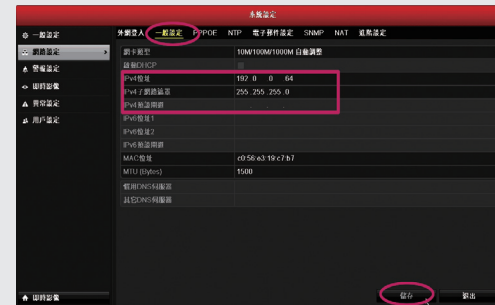 系統設定
一般設定
網路設定
警報設定
即時影像
異常設定
用戶設定
外網登入 一般設定 PPPOE NTP 電子郵件設定 SNMP NAT 進階設定
網卡類型 10M/100M/1000M 自動調整
啟動DHCP
IPv4位址 192 .0 .0 .64
IPv4子網路遮罩 255 .255 .255 .0
IPv4預設閘道
IPv6位址1
IPv6位址2
IPv6預設閘道
MAC位址 c0:56:e3:19:c7:b7
MTU (Bytes) 1500
慣用DNS伺服器
其它DNS伺服器
即時影像
儲存 退出